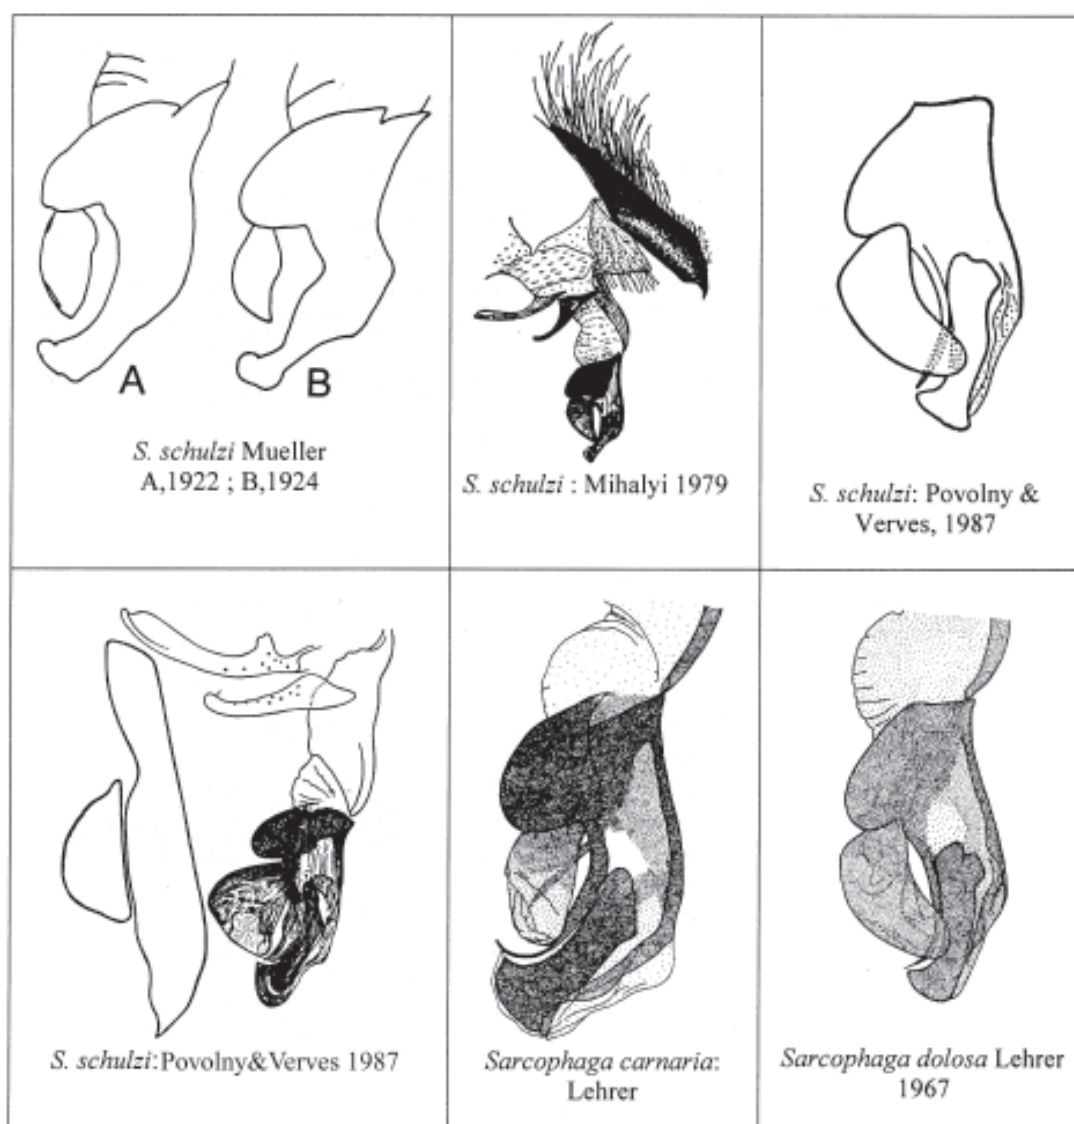 A
B
S. schulzi Mueller
A,1922 ; B,1924
S. schulzi : Mihalyi 1979
S. schulzi: Povolny &
Verves, 1987
S. schulzi:Povolny&Verves 1987
Sarcophaga carnaria:
Lehrer
Sarcophaga dolosa Lehrer
1967